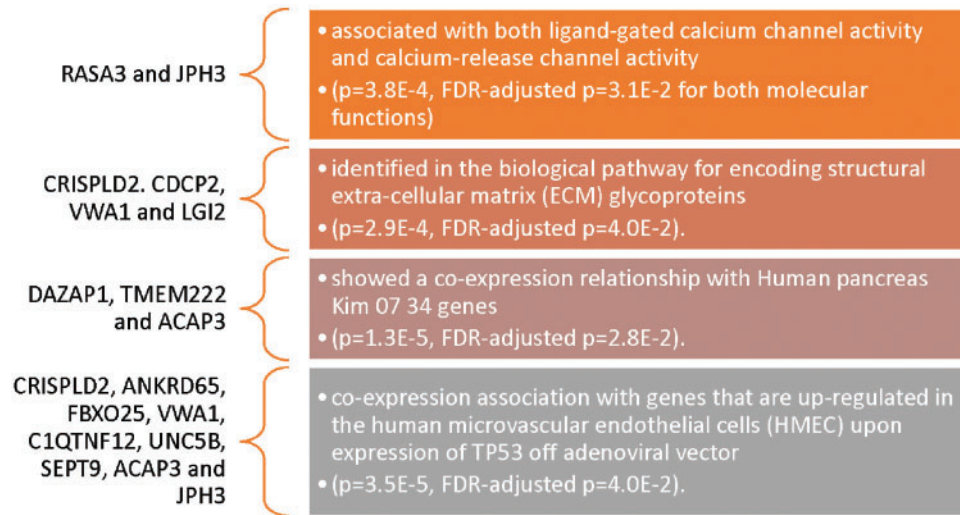 RASA3 and JPH3
• associated with both ligand-gated calcium channel activity
and calcium-release channel activity
• (p=3.8E-4, FDR-adjusted p=3.1E-2 for both molecular
functions)
CRISPLD2. CDCP2,
VWA1 and LGI2
• identified in the biological pathway for encoding structural
extra-cellular matrix (ECM) glycoproteins
• (p=2.9E-4, FDR-adjusted p=4.0E-2).
DAZAP1, TMEM222
and ACAP3
• showed a co-expression relationship with Human pancreas
Kim 07 34 genes
• (p=1.3E-5, FDR-adjusted p=2.8E-2).
CRISPLD2, ANKRD65,
FBXO25, VWA1,
C1QTNF12, UNC5B,
SEPT9, ACAP3 and
JPH3
• co-expression association with genes that are up-regulated in
the human microvascular endothelial cells (HMEC) upon
expression of TP53 off adenoviral vector
• (p=3.5E-5, FDR-adjusted p=4.0E-2).